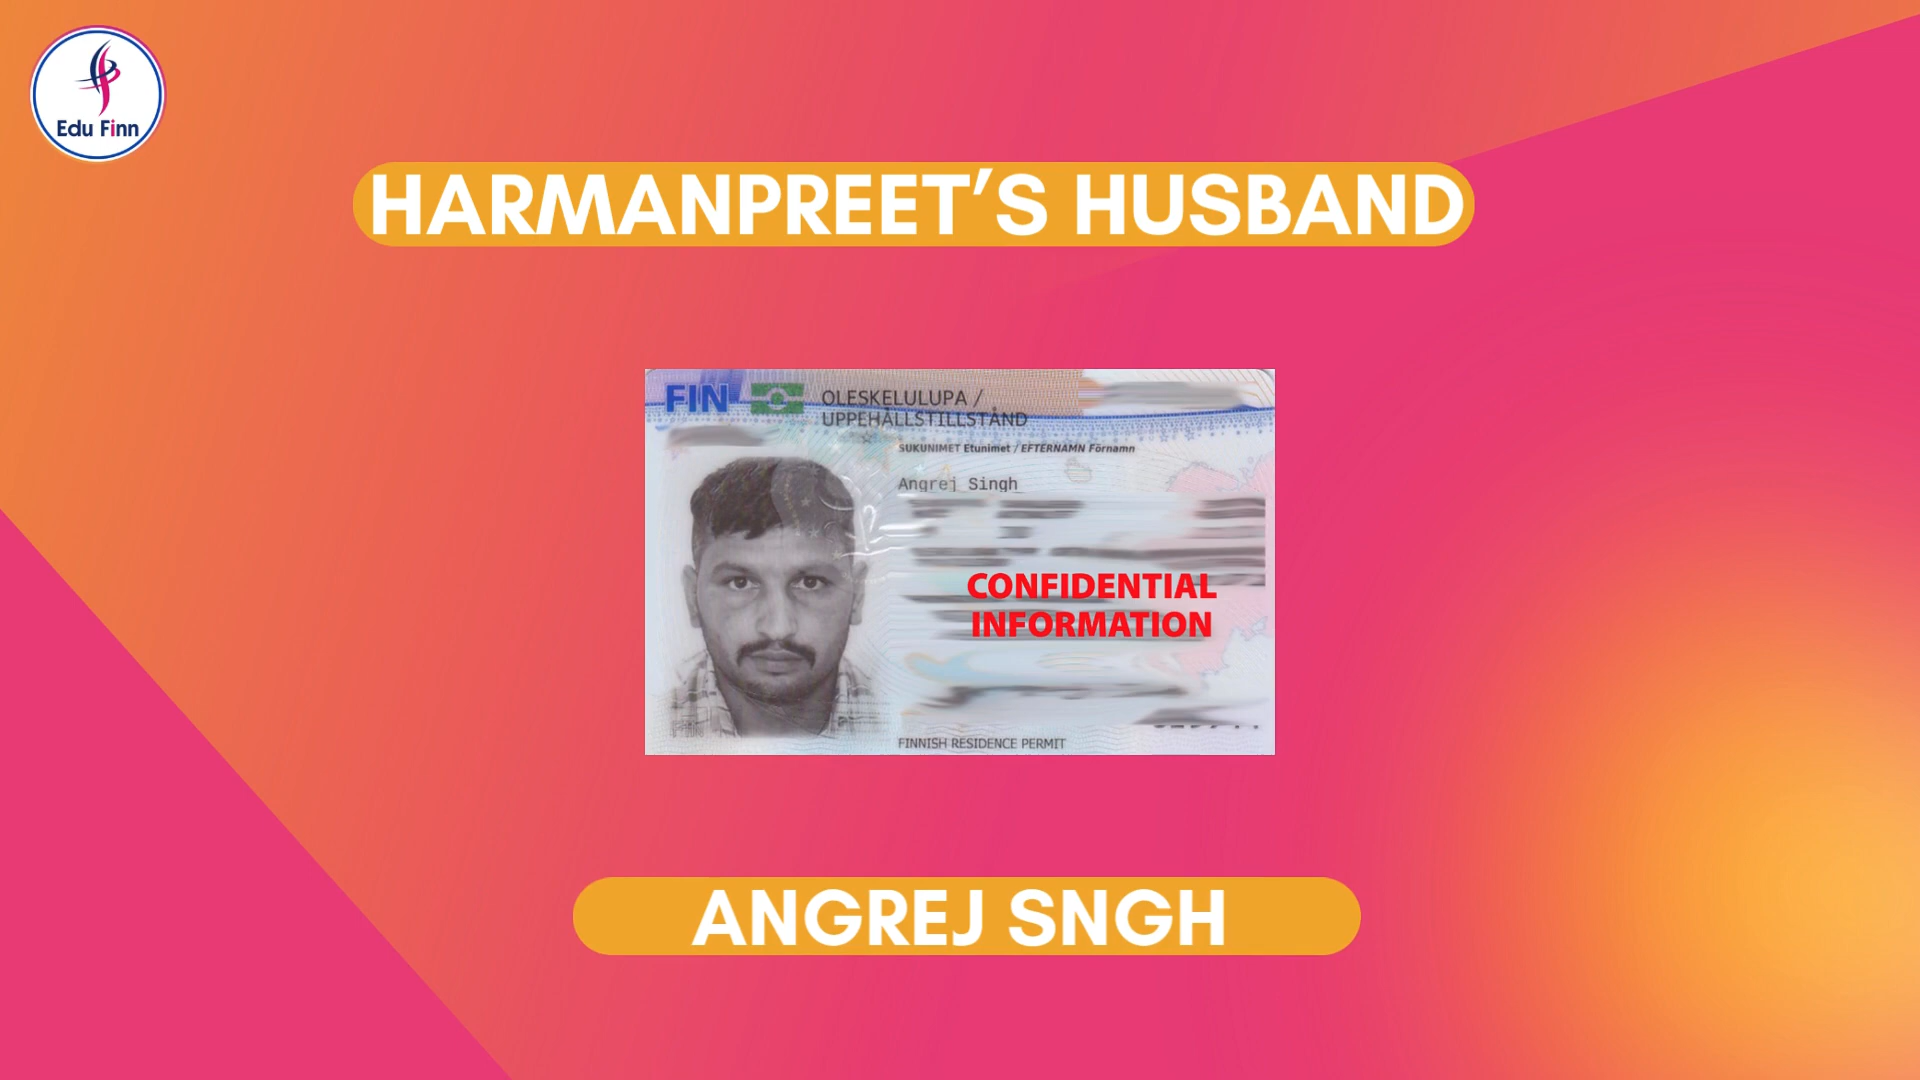 Edu Finn
HARMANPREET’S HUSBAND
FIN
OLESKELULUPA /
UPPEHÅLLSTILLSTÅND
SUKUNIMET Etunimet / EFTERNAMN Förnamn
Angrej Singh
CONFIDENTIAL
INFORMATION
FINNISH RESIDENCE PERMIT
ANGREJ SNGH